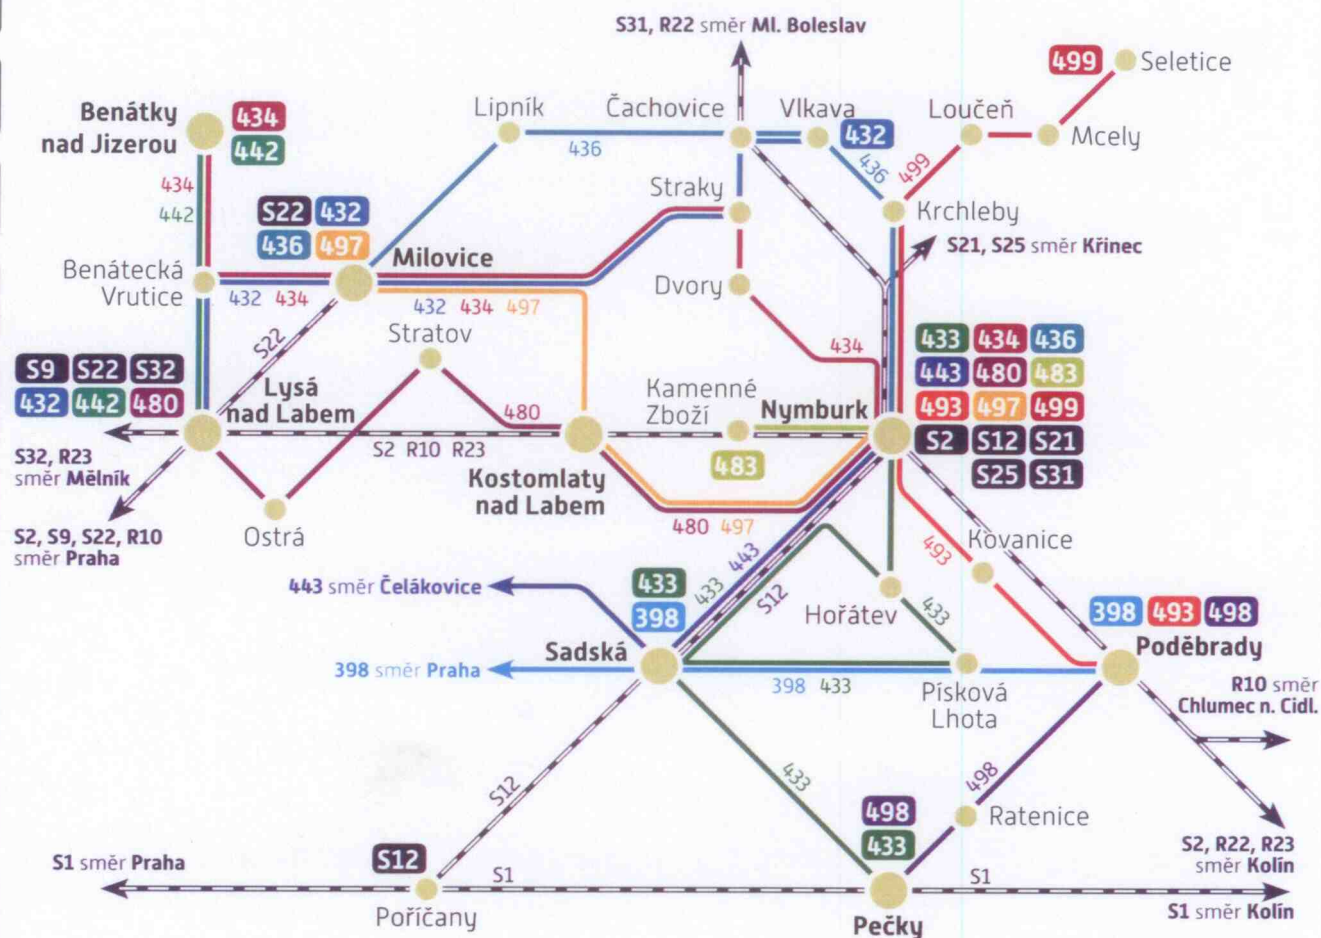 S31, R22 směr Ml. Boleslav
499
Seletice
Benátky
nad Jizerou
434
442
Lipník
Čachovice
Vlkava
432
Loučeň
Mcely
436
436
499
434
442
Straky
Krchleby
S22 432
436 497
Milovice
S21, S25 směr Křinec
Benátecká
Vrutice
432 434
432 434 497
Dvory
S22
Stratov
434
433 434 436
443 480 483
493 497 499
S2 S12 S21
S25 S31
S9 S22 S32
432 442 480
Lysá
nad Labem
480
Kamenné
Zboží
Nymburk
S2 R10 R23
483
S32, R23
směr Mělník
Kostomlaty
nad Labem
S2, S9, S22, R10
směr Praha
Ostrá
480 497
493
Kovanice
443 směr Čelákovice
433
398
433 443
S12
Hořátev
433
398 493 498
Poděbrady
Sadská
398 směr Praha
398 433
Písková
Lhota
R10 směr
Chlumec n. Cidl.
S12
433
498
498
433
Ratenice
S2, R22, R23
směr Kolín
S1 směr Praha
S12
S1
S1
Poříčany
Pečky
S1 směr Kolín